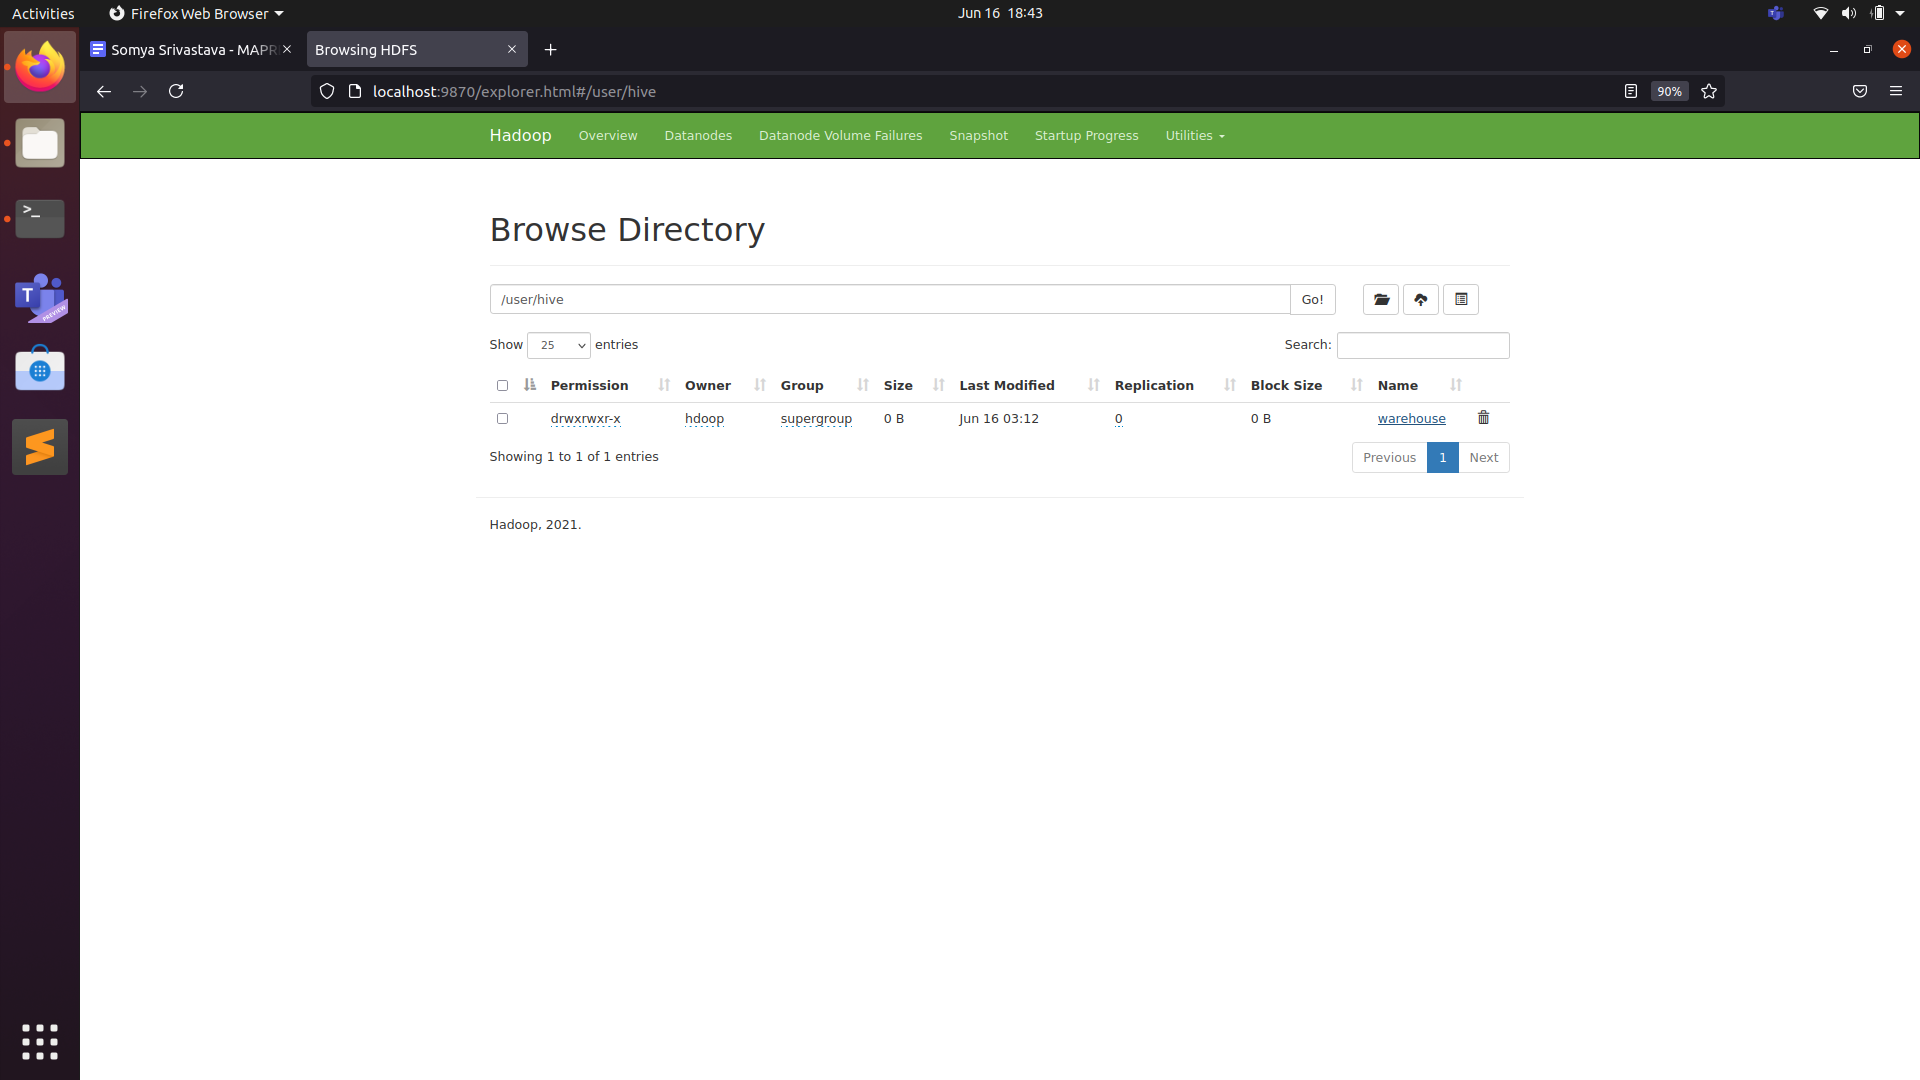 Activities Firefox Web Browser Jun 16 18:43
Somya Srivastava - MAPR Browsing HDFS
localhost:9870/explorer.html#/user/hive 90%
Hadoop Overview Datanodes Datanode Volume Failures Snapshot Startup Progress Utilities
Browse Directory
/user/hive Go!
Show 25 entries Search:
Permission Owner Group Size Last Modified Replication Block Size Name
drwxrwxr-x hdoop supergroup 0 B Jun 16 03:12 0 0 B warehouse
Showing 1 to 1 of 1 entries Previous 1 Next
Hadoop, 2021.
>_
T
PREVIEW